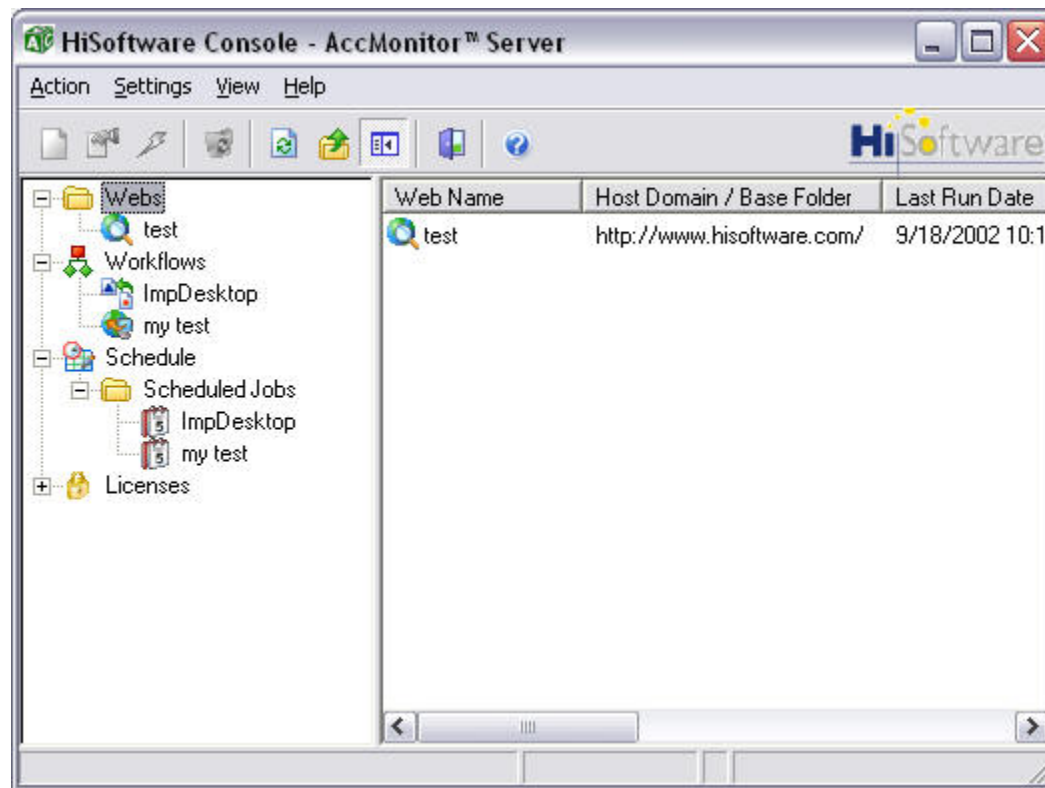 HiSoftware Console - AccMonitor™ Server
Action Settings View Help
HiSoftware
Webs
test
Workflows
ImpDesktop
my test
Schedule
Scheduled Jobs
ImpDesktop
my test
Licenses
Web Name Host Domain / Base Folder Last Run Date
test http://www.hisoftware.com/ 9/18/2002 10:1